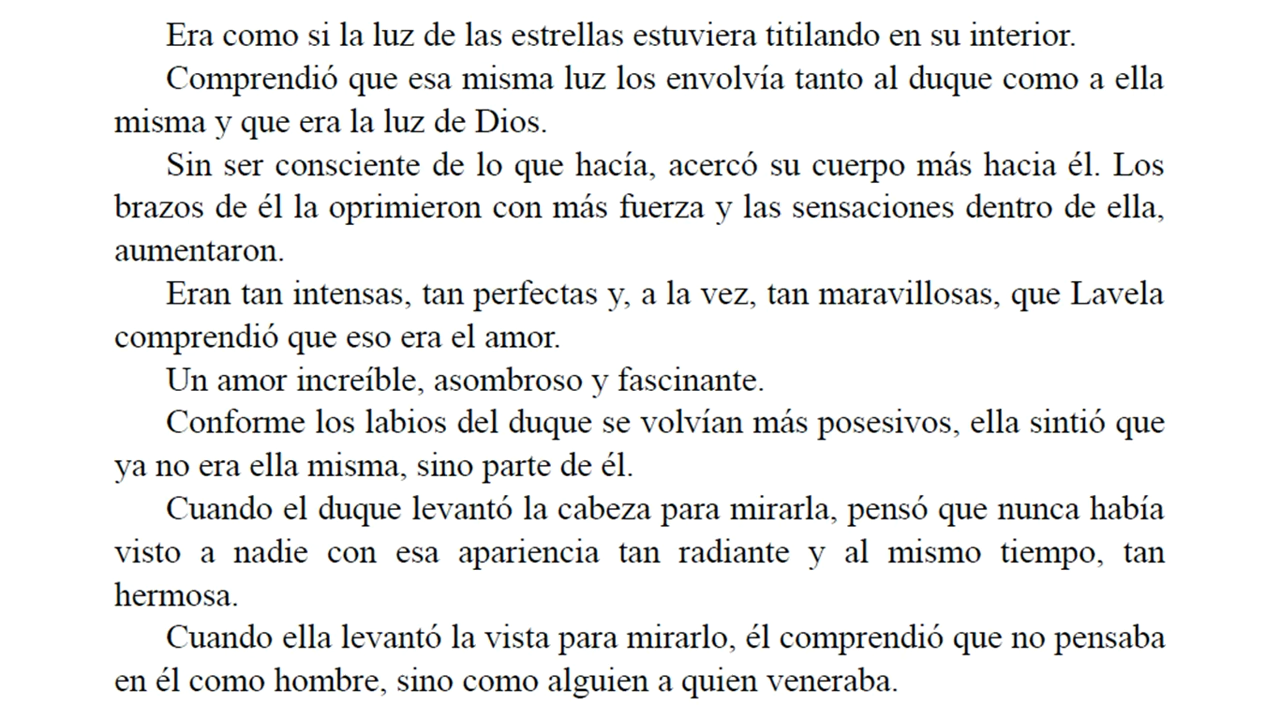 Era como si la luz de las estrellas estuviera titilando en su interior.
Comprendió que esa misma luz los envolvía tanto al duque como a ella
misma y que era la luz de Dios.
Sin ser consciente de lo que hacía, acercó su cuerpo más hacia él. Los
brazos de él la oprimieron con más fuerza y las sensaciones dentro de ella,
aumentaron.
Eran tan intensas, tan perfectas y, a la vez, tan maravillosas, que Lavela
comprendió que eso era el amor.
Un amor increíble, asombroso y fascinante.
Conforme los labios del duque se volvían más posesivos, ella sintió que
ya no era ella misma, sino parte de él.
Cuando el duque levantó la cabeza para mirarla, pensó que nunca había
visto a nadie con esa apariencia tan radiante y al mismo tiempo, tan
hermosa.
Cuando ella levantó la vista para mirarlo, él comprendió que no pensaba
en él como hombre, sino como alguien a quien veneraba.